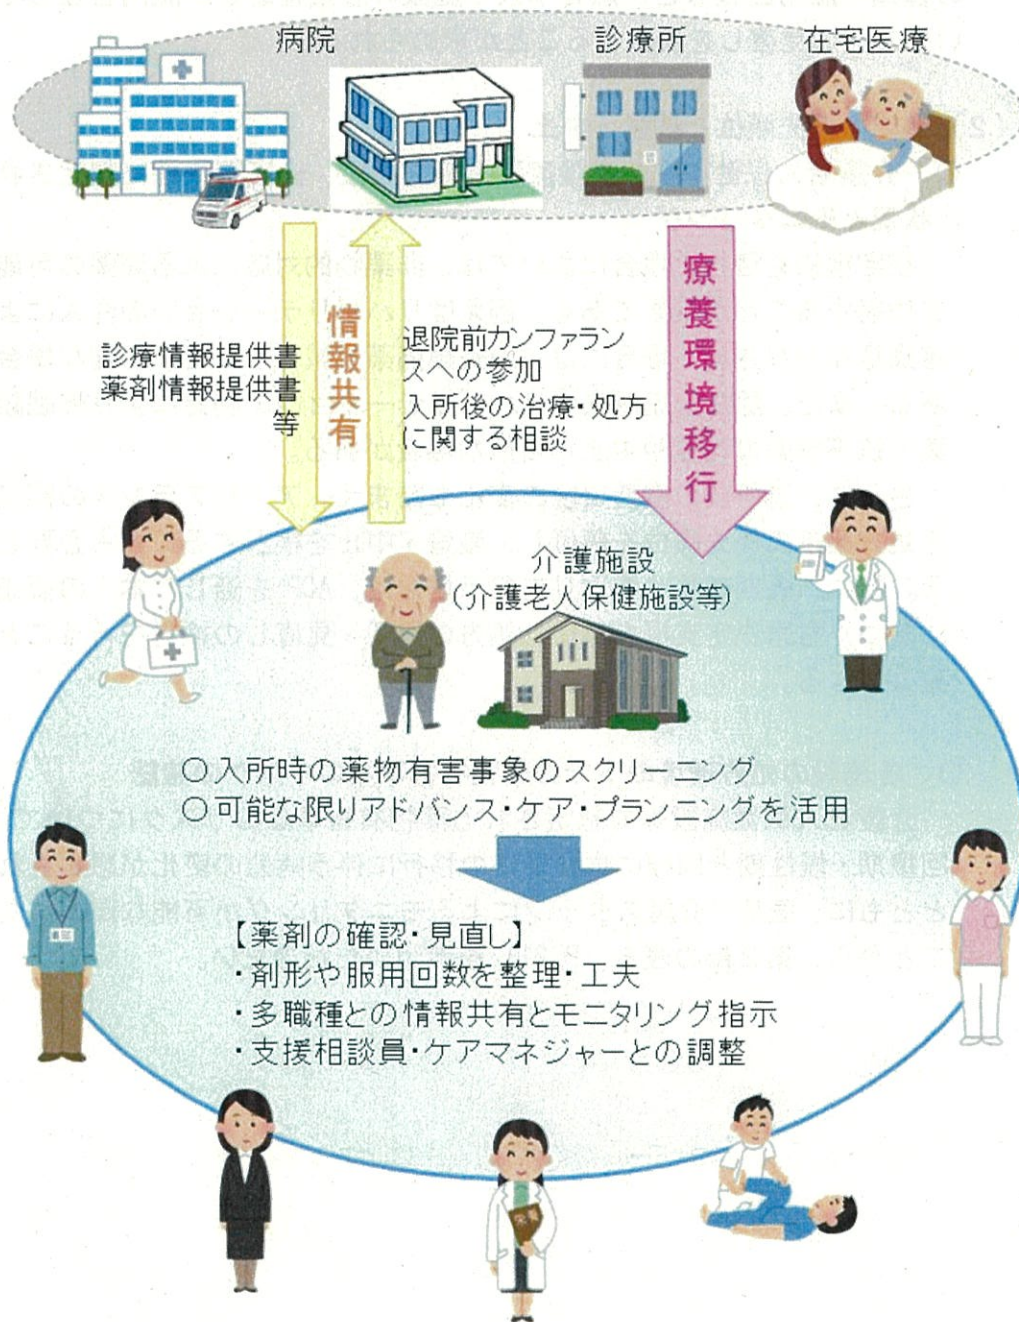 病院
診療所
在宅医療
診療情報提供書
薬剤情報提供書
等
情報共有
退院前カンファラン
スへの参加
入所後の治療・処方
に関する相談
療養環境移行
介護施設
(介護老人保健施設等)
○入所時の薬物有害事象のスクリーニング
○可能な限りアドバンス・ケア・プランニングを活用
【薬剤の確認・見直し】
・剤形や服用回数を整理・工夫
・多職種との情報共有とモニタリング指示
・支援相談員・ケアマネジャーとの調整